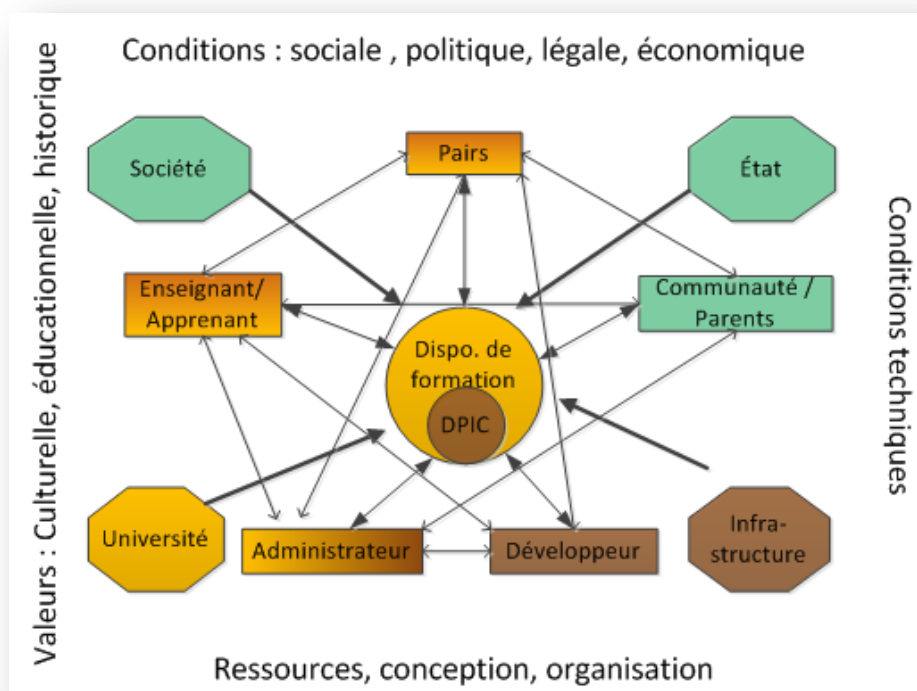 Conditions : sociale , politique, légale, économique
Valeurs : Culturelle, éducationnelle, historique
Société
Pairs
État
Enseignant/
Apprenant
Communauté /
Parents
Conditions techniques
Dispo. de
formation
DPIC
Université
Administrateur
Développeur
Infra-
structure
Ressources, conception, organisation